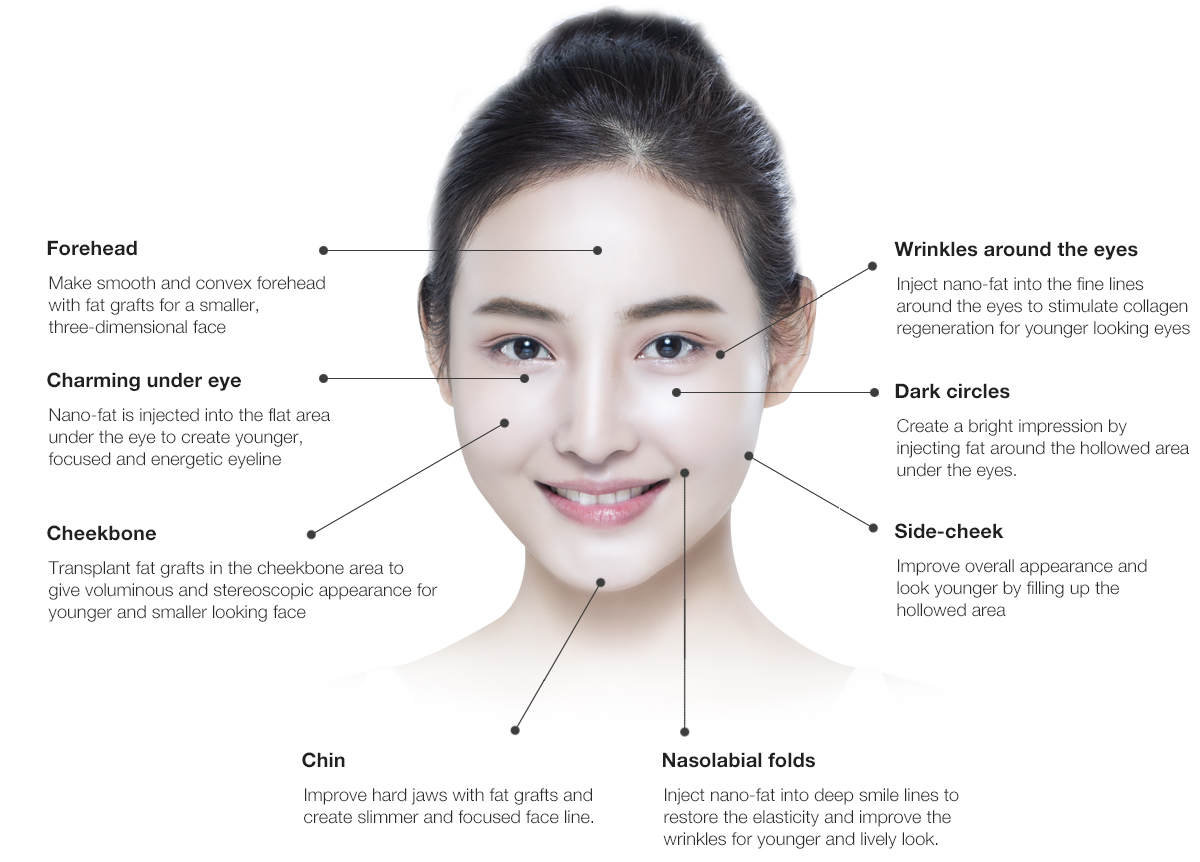 Forehead
Make smooth and convex forehead
with fat grafts for a smaller,
three-dimensional face
Charming under eye
Nano-fat is injected into the flat area
under the eye to create younger,
focused and energetic eyeline
Cheekbone
Transplant fat grafts in the cheekbone area to
give voluminous and stereoscopic appearance for
younger and smaller looking face
Wrinkles around the eyes
Inject nano-fat into the fine lines
around the eyes to stimulate collagen
regeneration for younger looking eyes
Dark circles
Create a bright impression by
injecting fat around the hollowed area
under the eyes.
Side-cheek
Improve overall appearance and
look younger by filling up the
hollowed area
Chin
Improve hard jaws with fat grafts and
create slimmer and focused face line.
Nasolabial folds
Inject nano-fat into deep smile lines to
restore the elasticity and improve the
wrinkles for younger and lively look.